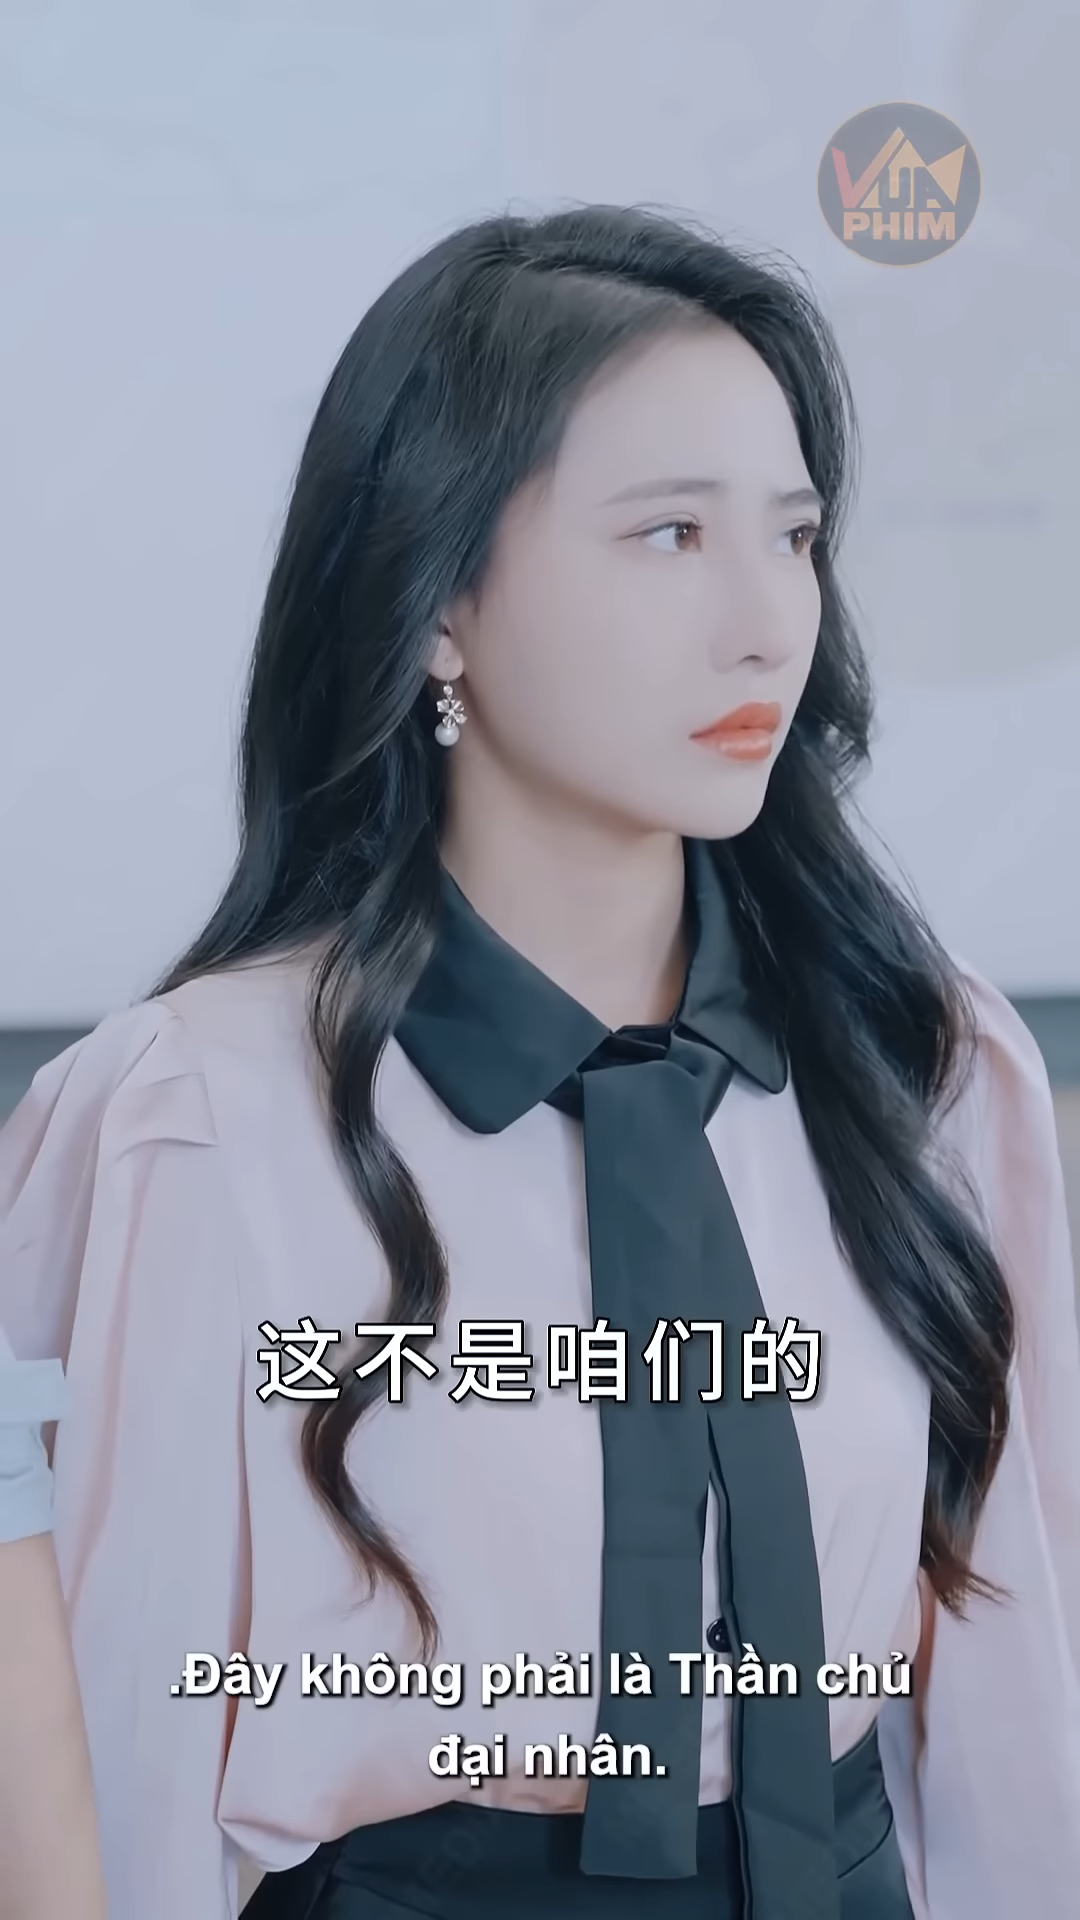 VUA
PHIM
这不是咱们的
.Đây không phải là Thần chủ
đại nhân.